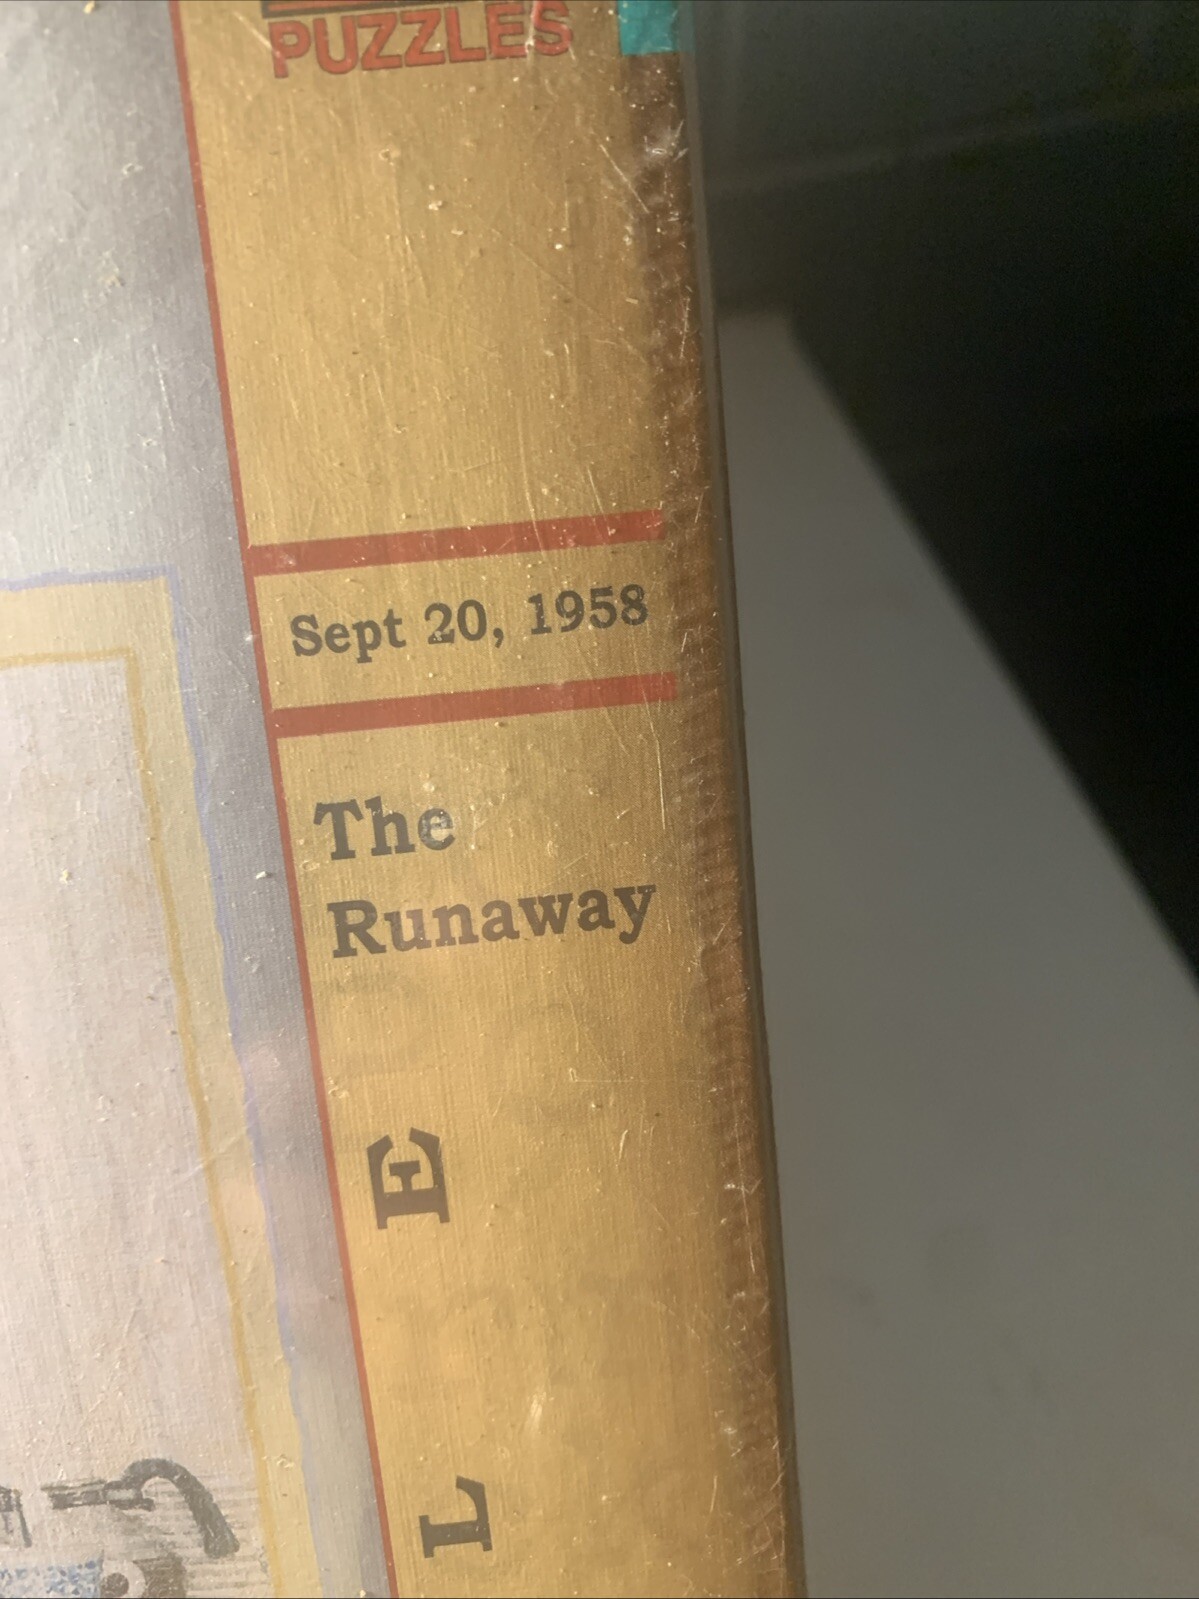 PUZZLES
Sept 20, 1958
The
Runaway
L E